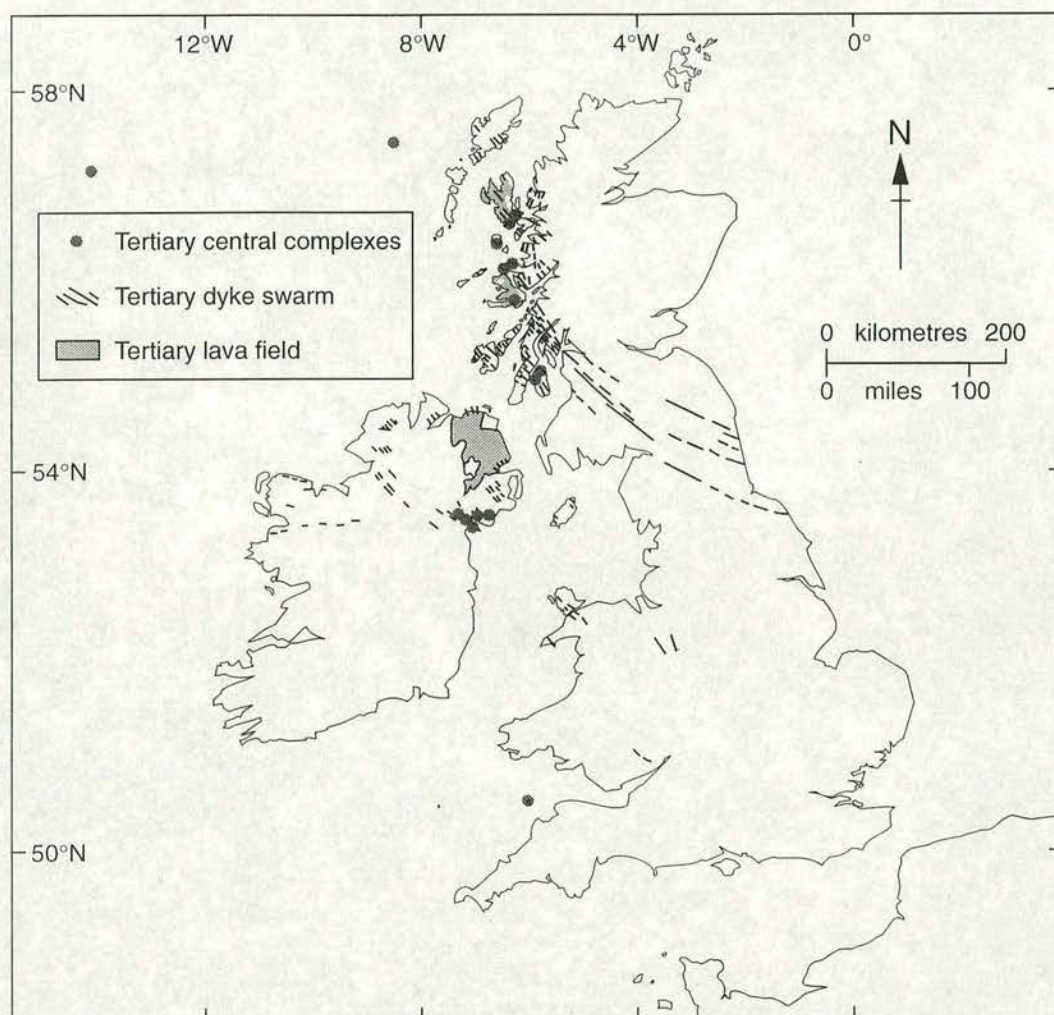 12°W 8°W 4°W 0°
58°N
N
Tertiary central complexes
Tertiary dyke swarm
Tertiary lava field
0 kilometres 200
0 miles 100
54°N
50°N